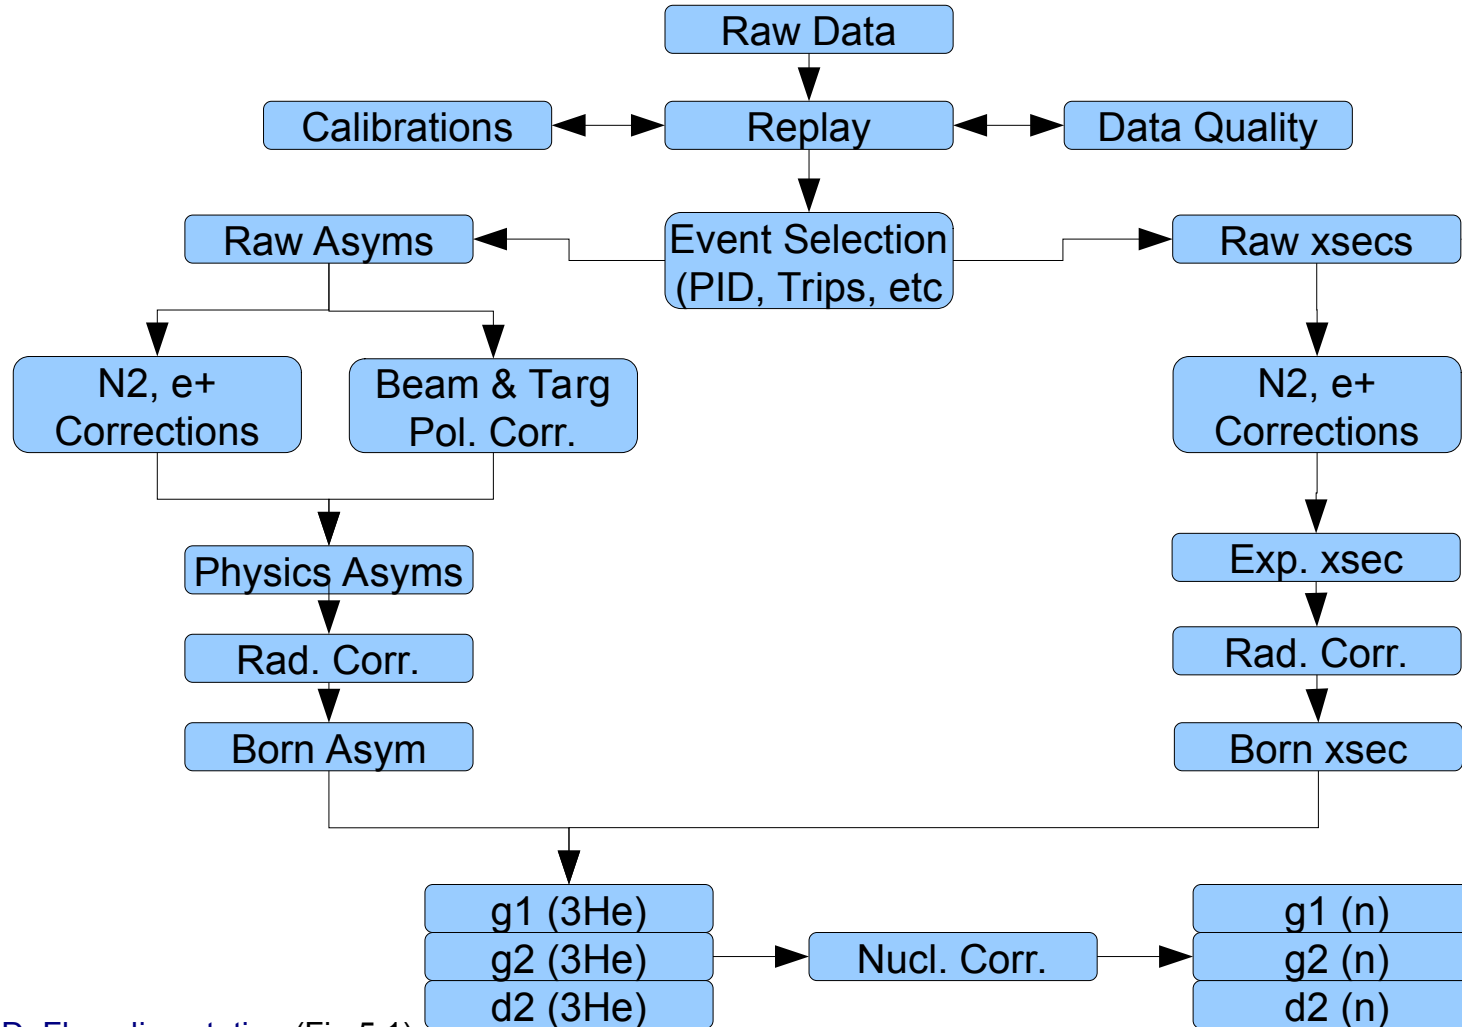 Raw Data
Calibrations
Replay
Data Quality
Raw Asyms
Event Selection
(PID, Trips, etc
Raw xsecs
N2, e+
Corrections
Beam & Targ
Pol. Corr.
N2, e+
Corrections
Physics Asyms
Exp. xsec
Rad. Corr.
Rad. Corr.
Born Asym
Born xsec
g1 (3He)
g2 (3He)
d2 (3He)
Nucl. Corr.
g1 (n)
g2 (n)
d2 (n)